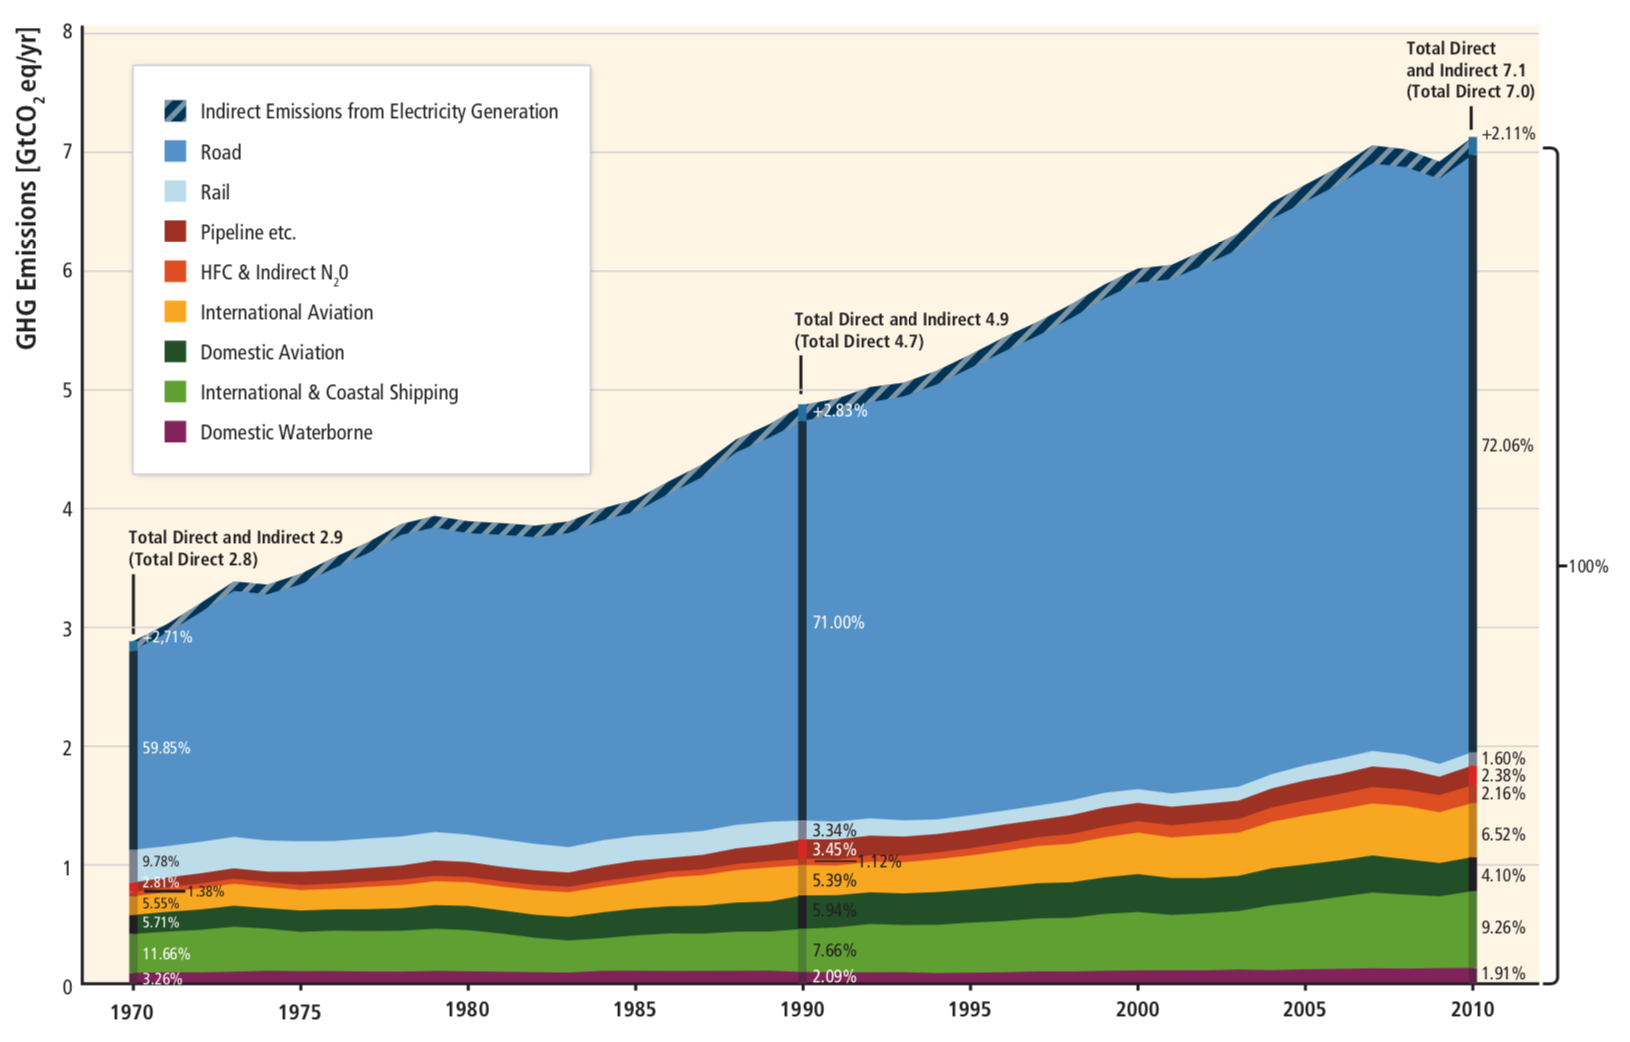 GHG Emissions [GtCO2 eq/yr]
8
7
6
5
4
3
2
1
0
Indirect Emissions from Electricity Generation
Road
Rail
Pipeline etc.
HFC & Indirect N20
International Aviation
Domestic Aviation
International & Coastal Shipping
Domestic Waterborne
Total Direct and Indirect 2.9
(Total Direct 2.8)
+2,71%
59.85%
9.78%
2.81%
1.38%
5.55%
5.71%
11.66%
3.26%
Total Direct and Indirect 4.9
(Total Direct 4.7)
+2.83%
71.00%
3.34%
3.45%
1.12%
5.39%
5.94%
7.66%
2.09%
Total Direct
and Indirect 7.1
(Total Direct 7.0)
+2.11%
72.06%
1.60%
2.38%
2.16%
6.52%
4.10%
9.26%
1.91%
100%
1970 1975 1980 1985 1990 1995 2000 2005 2010